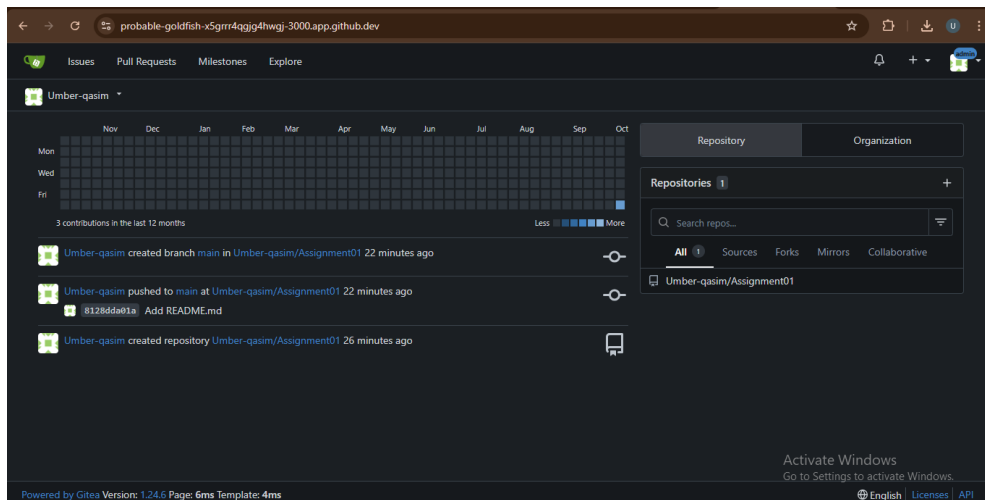 probable-goldfish-x5grrr4qgjg4hwgj-3000.app.github.dev
U
Issues Pull Requests Milestones Explore
admin
Umber-qasim
Nov Dec Jan Feb Mar Apr May Jun Jul Aug Sep Oct
Mon
Wed
Fri
3 contributions in the last 12 months
Less More
Umber-qasim created branch main in Umber-qasim/Assignment01 22 minutes ago
Umber-qasim pushed to main at Umber-qasim/Assignment01 22 minutes ago
8128dda01a Add README.md
Umber-qasim created repository Umber-qasim/Assignment01 26 minutes ago
Repository Organization
Repositories 1
Search repos...
All 1 Sources Forks Mirrors Collaborative
Umber-qasim/Assignment01
Activate Windows
Go to Settings to activate Windows.
Powered by Gitea Version: 1.24.6 Page: 6ms Template: 4ms
English Licenses API